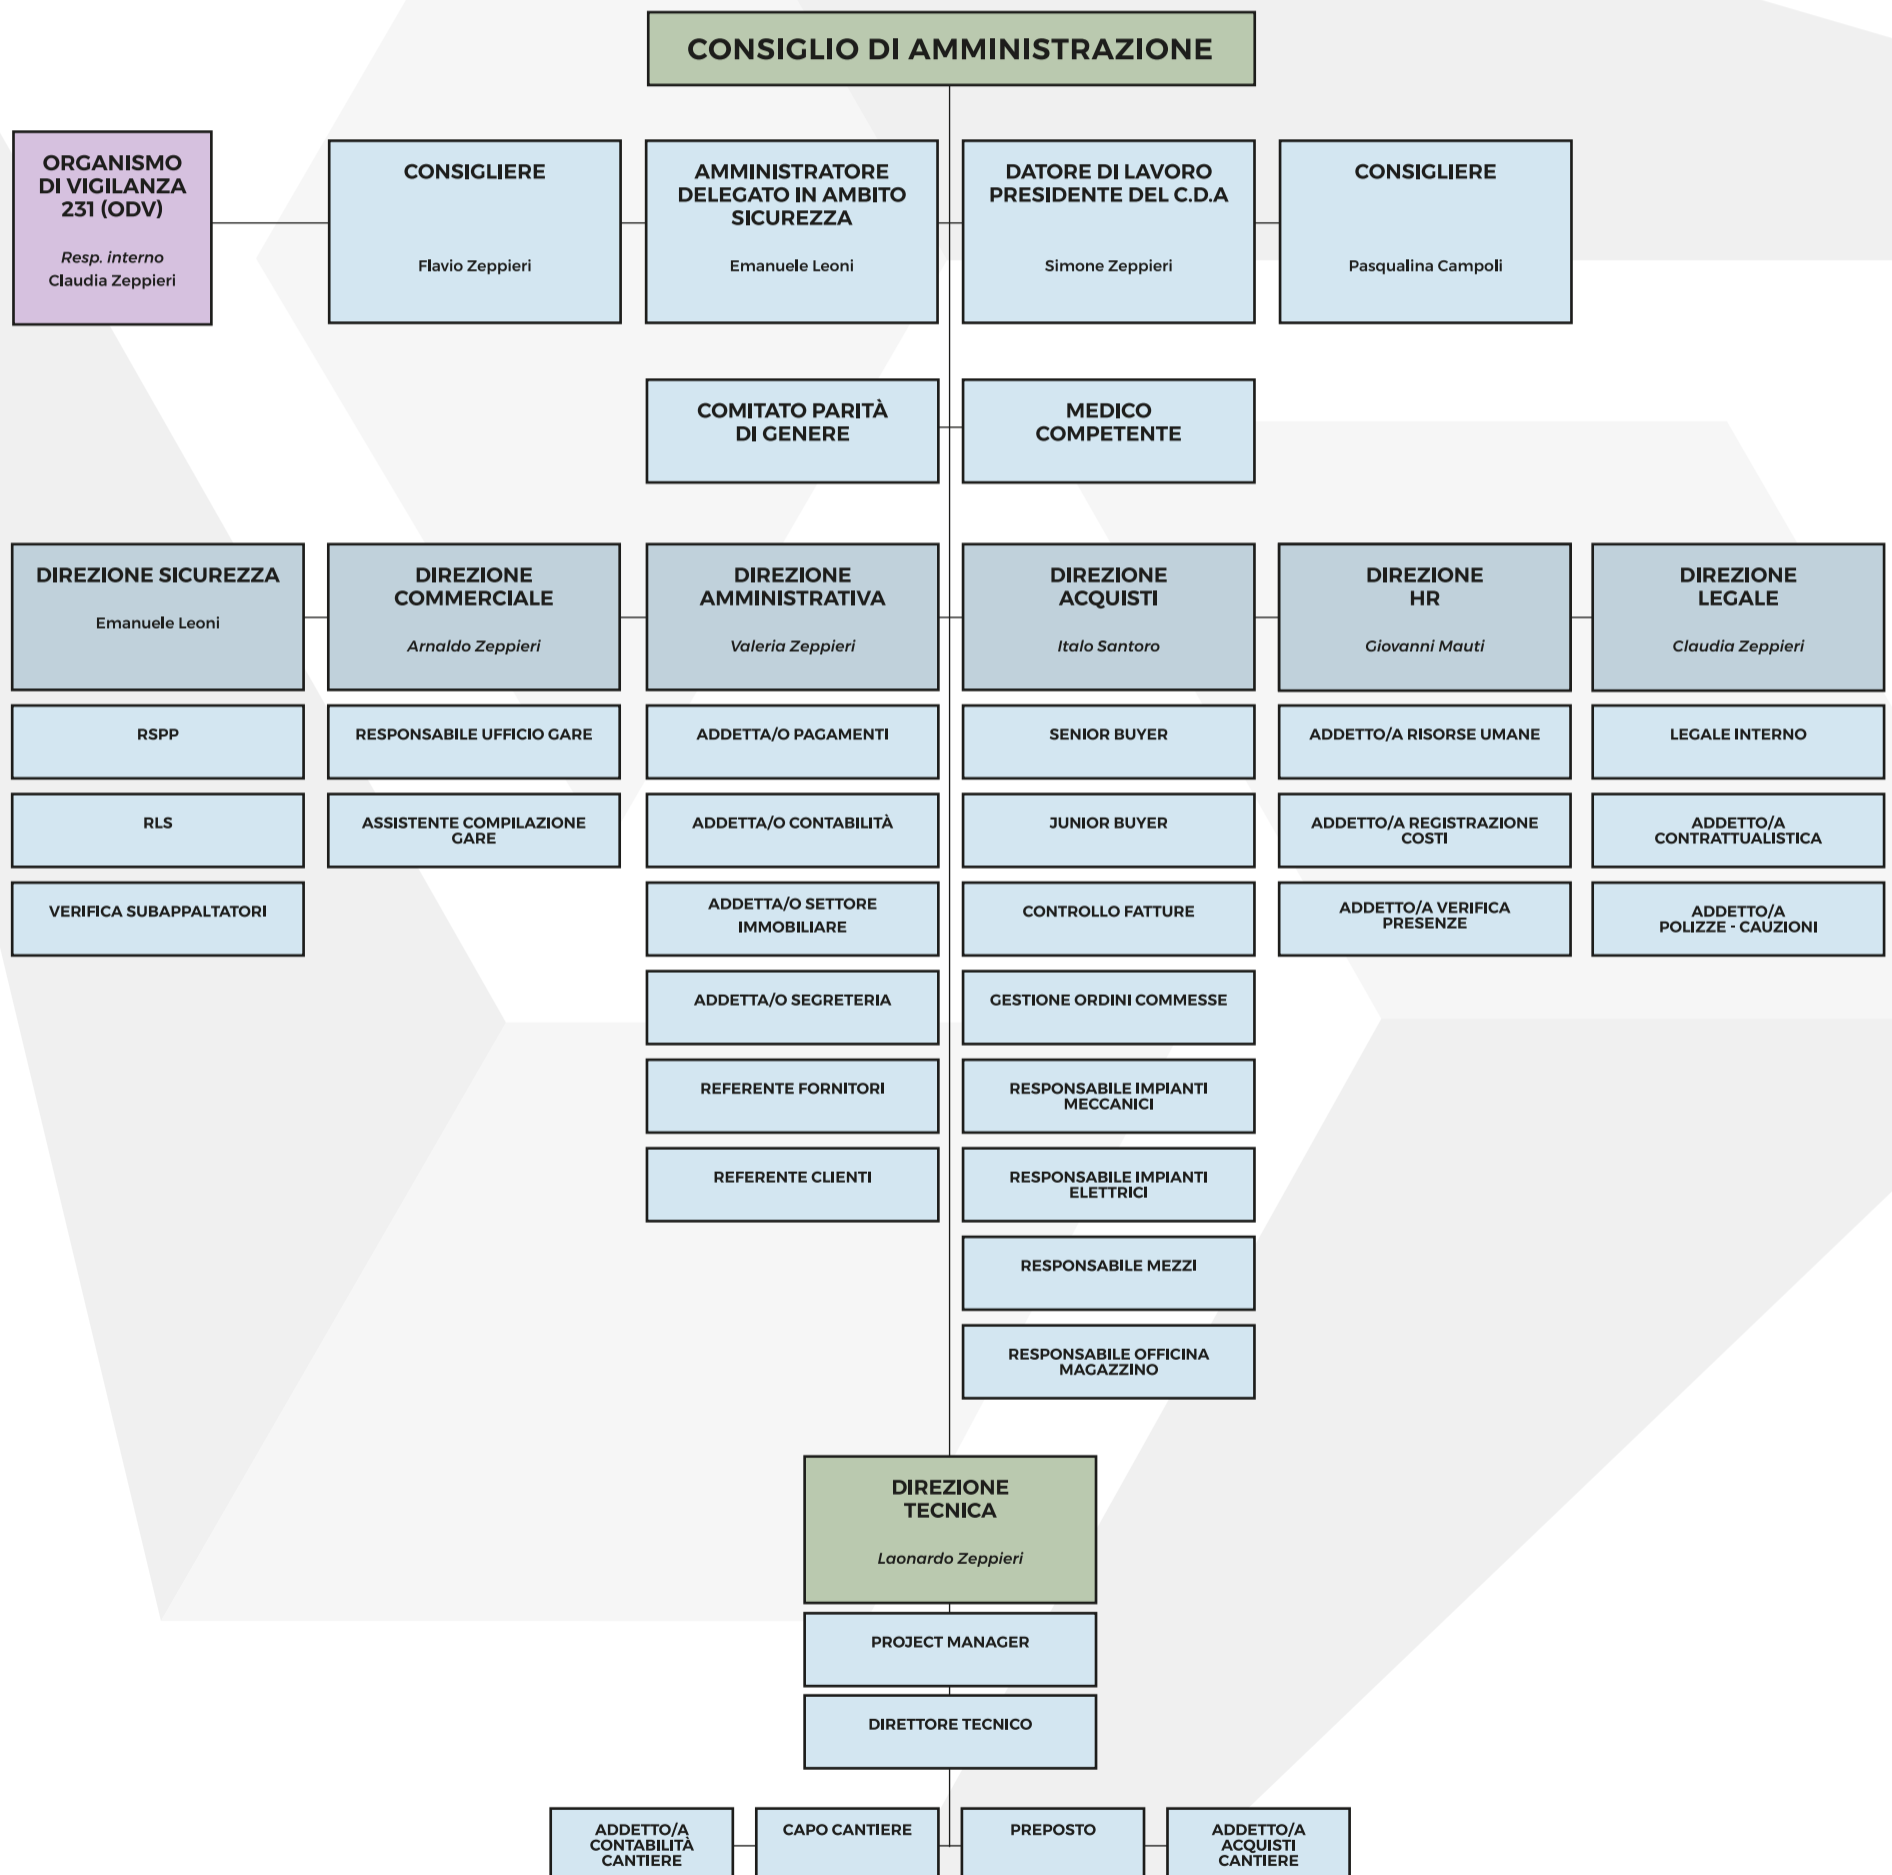 CONSIGLIO DI AMMINISTRAZIONE
ORGANISMO
DI VIGILANZA
231 (ODV)
Resp. interno
Claudia Zeppieri
CONSIGLIERE
Flavio Zeppieri
AMMINISTRATORE
DELEGATO IN AMBITO
SICUREZZA
Emanuele Leoni
DATORE DI LAVORO
PRESIDENTE DEL C.D.A
Simone Zeppieri
CONSIGLIERE
Pasqualina Campoli
COMITATO PARITÀ
DI GENERE
MEDICO
COMPETENTE
DIREZIONE SICUREZZA
Emanuele Leoni
RSPP
RLS
VERIFICA SUBAPPALTATORI
DIREZIONE
COMMERCIALE
Arnaldo Zeppieri
RESPONSABILE UFFICIO GARE
ASSISTENTE COMPILAZIONE
GARE
DIREZIONE
AMMINISTRATIVA
Valeria Zeppieri
ADDETTA/O PAGAMENTI
ADDETTA/O CONTABILITÀ
ADDETTA/O SETTORE
IMMOBILIARE
ADDETTA/O SEGRETERIA
REFERENTE FORNITORI
REFERENTE CLIENTI
DIREZIONE
ACQUISTI
Italo Santoro
SENIOR BUYER
JUNIOR BUYER
CONTROLLO FATTURE
GESTIONE ORDINI COMMESSE
RESPONSABILE IMPIANTI
MECCANICI
RESPONSABILE IMPIANTI
ELETTRICI
RESPONSABILE MEZZI
RESPONSABILE OFFICINA
MAGAZZINO
DIREZIONE
HR
Giovanni Mauti
ADDETTO/A RISORSE UMANE
ADDETTO/A REGISTRAZIONE
COSTI
ADDETTO/A VERIFICA
PRESENZE
DIREZIONE
LEGALE
Claudia Zeppieri
LEGALE INTERNO
ADDETTO/A
CONTRATTUALISTICA
ADDETTO/A
POLIZZE - CAUZIONI
DIREZIONE
TECNICA
Laonardo Zeppieri
PROJECT MANAGER
DIRETTORE TECNICO
ADDETTO/A
CONTABILITÀ
CANTIERE
CAPO CANTIERE
PREPOSTO
ADDETTO/A
ACQUISTI
CANTIERE